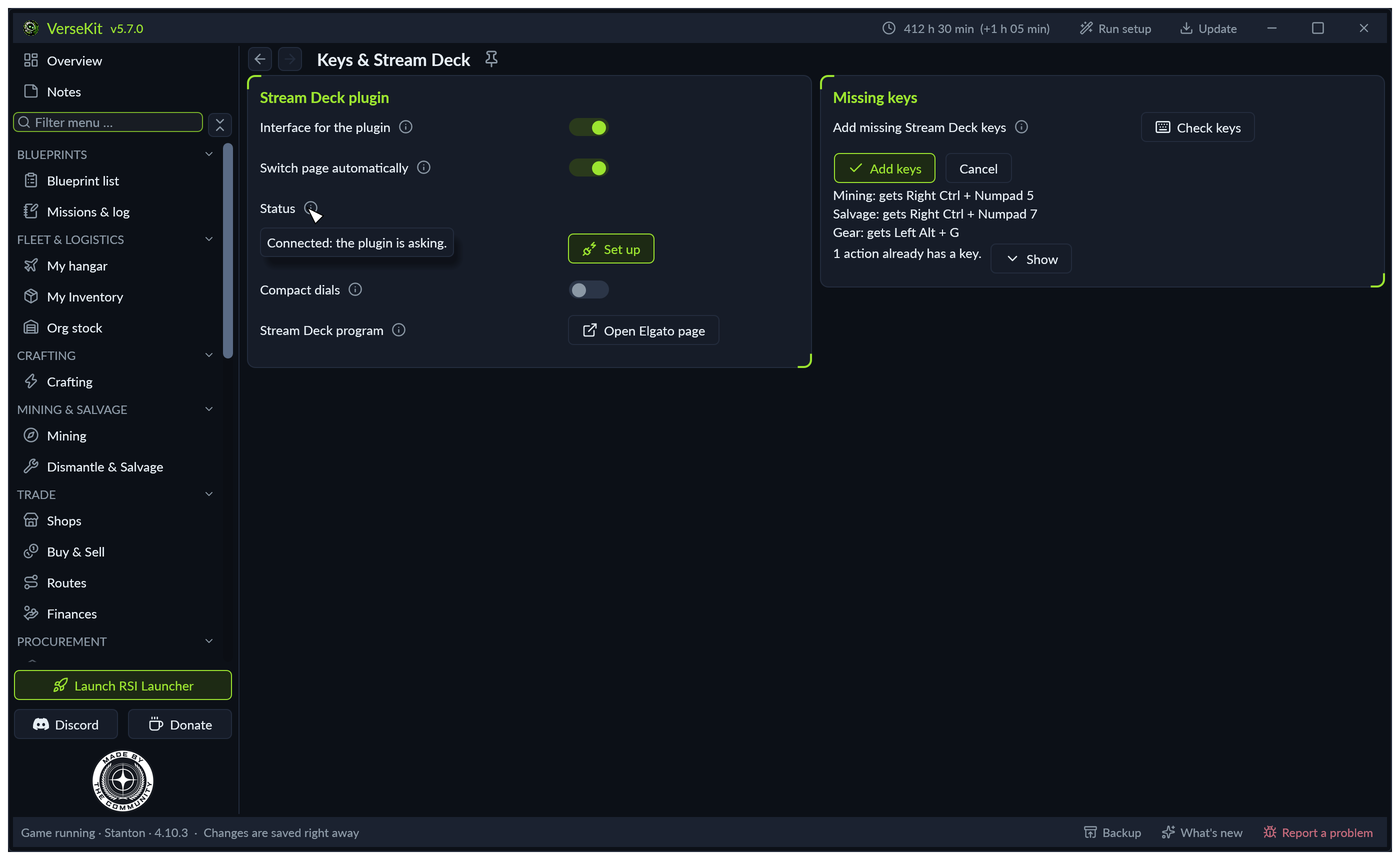 VerseKit v5.7.0
412 h 30 min (+1 h 05 min)
Run setup
Update
Overview
Notes
Filter menu ...
BLUEPRINTS
Blueprint list
Missions & log
FLEET & LOGISTICS
My hangar
My Inventory
Org stock
CRAFTING
Crafting
MINING & SALVAGE
Mining
Dismantle & Salvage
TRADE
Shops
Buy & Sell
Routes
Finances
PROCUREMENT
Launch RSI Launcher
Discord
Donate
MADE BY THE COMMUNITY
Keys & Stream Deck
Stream Deck plugin
Interface for the plugin
Switch page automatically
Status
Connected: the plugin is asking.
Set up
Compact dials
Stream Deck program
Open Elgato page
Missing keys
Add missing Stream Deck keys
Check keys
Add keys
Cancel
Mining: gets Right Ctrl + Numpad 5
Salvage: gets Right Ctrl + Numpad 7
Gear: gets Left Alt + G
1 action already has a key.
Show
Game running · Stanton · 4.10.3 · Changes are saved right away
Backup
What's new
Report a problem